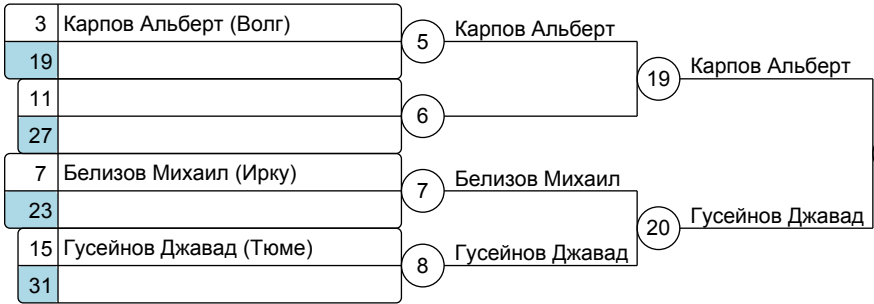 3 Карпов Альберт (Волг)
5 Карпов Альберт
19
19 Карпов Альберт
11
6
27
7 Белизов Михаил (Ирку)
7 Белизов Михаил
23
20 Гусейнов Джавад
15 Гусейнов Джавад (Тюме)
8 Гусейнов Джавад
31